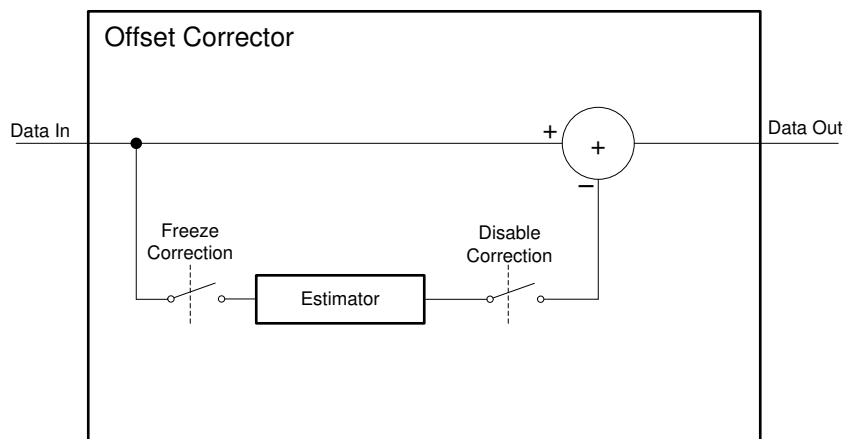 Offset Corrector
Data In
+
+
Data Out
−
Freeze
Correction
Disable
Correction
Estimator